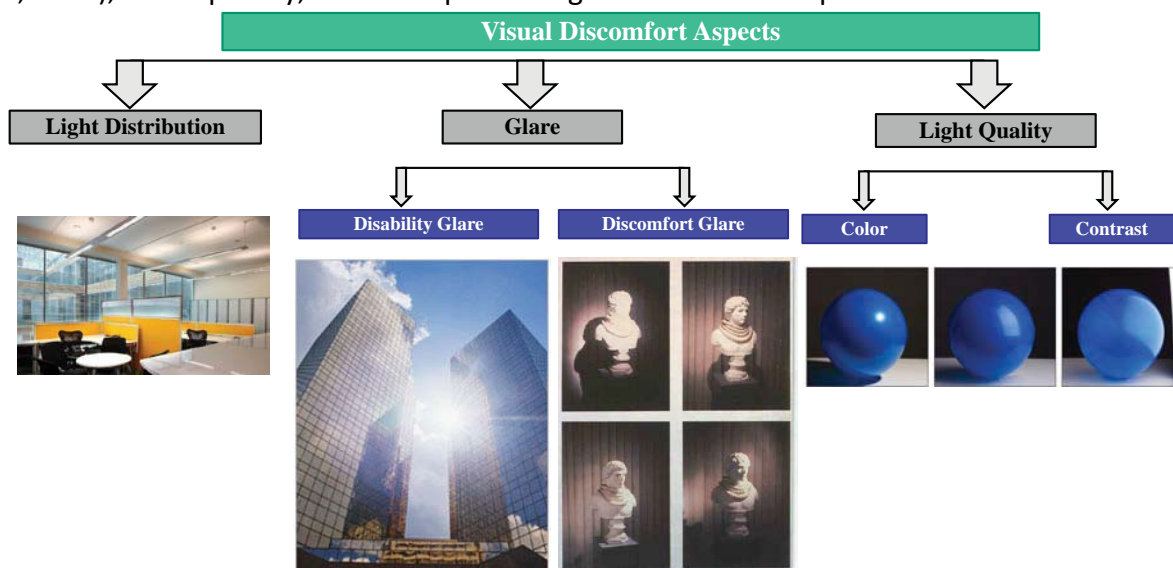 Visual Discomfort Aspects
Light Distribution
Glare
Light Quality
Disability Glare
Discomfort Glare
Color
Contrast